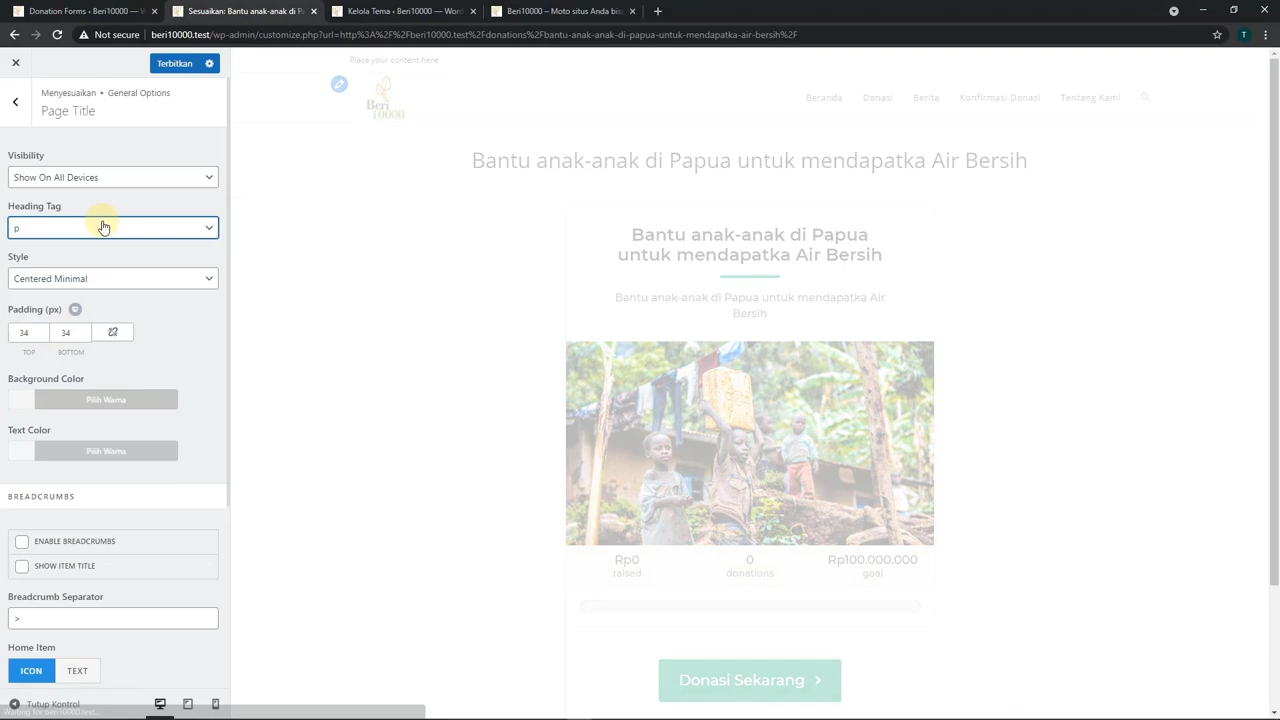 Donation Forms ‹ Beri10000 —
Sesuaikan: Bantu anak-anak di Pa
Kelola Tema ‹ Beri10000 — Word
Beri10000 – Moto situs Anda bis
Not secure
beri10000.test/wp-admin/customize.php?url=http%3A%2F%2Fberi10000.test%2Fdonations%2Fbantu-anak-anak-di-papua-untuk-mendapatka-air-bersih%2F
T
Terbitkan
Menyesuaikan ▸ General Options
Page Title
Visibility
Show On All Devices
Heading Tag
p
Style
Centered Minimal
Padding (px)
34 34
TOP BOTTOM
Background Color
Pilih Warna
Text Color
Pilih Warna
BREADCRUMBS
ENABLE BREADCRUMBS
SHOW ITEM TITLE
Breadcrumb Separator
>
Home Item
ICON TEXT
Tutup Kontrol
Waiting for beri10000.test...
Place your content here
Beri
10000
Beranda Donasi Berita Konfirmasi Donasi Tentang Kami
Bantu anak-anak di Papua untuk mendapatka Air Bersih
Bantu anak-anak di Papua
untuk mendapatka Air Bersih
Bantu anak-anak di Papua untuk mendapatka Air
Bersih
Rp0 0 Rp100.000.000
raised donations goal
Donasi Sekarang